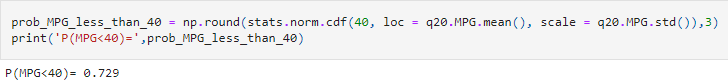 prob_MPG_less_than_40 = np.round(stats.norm.cdf(40, loc = q20.MPG.mean(), scale = q20.MPG.std()),3)
print('P(MPG<40)=',prob_MPG_less_than_40)
P(MPG<40)= 0.729